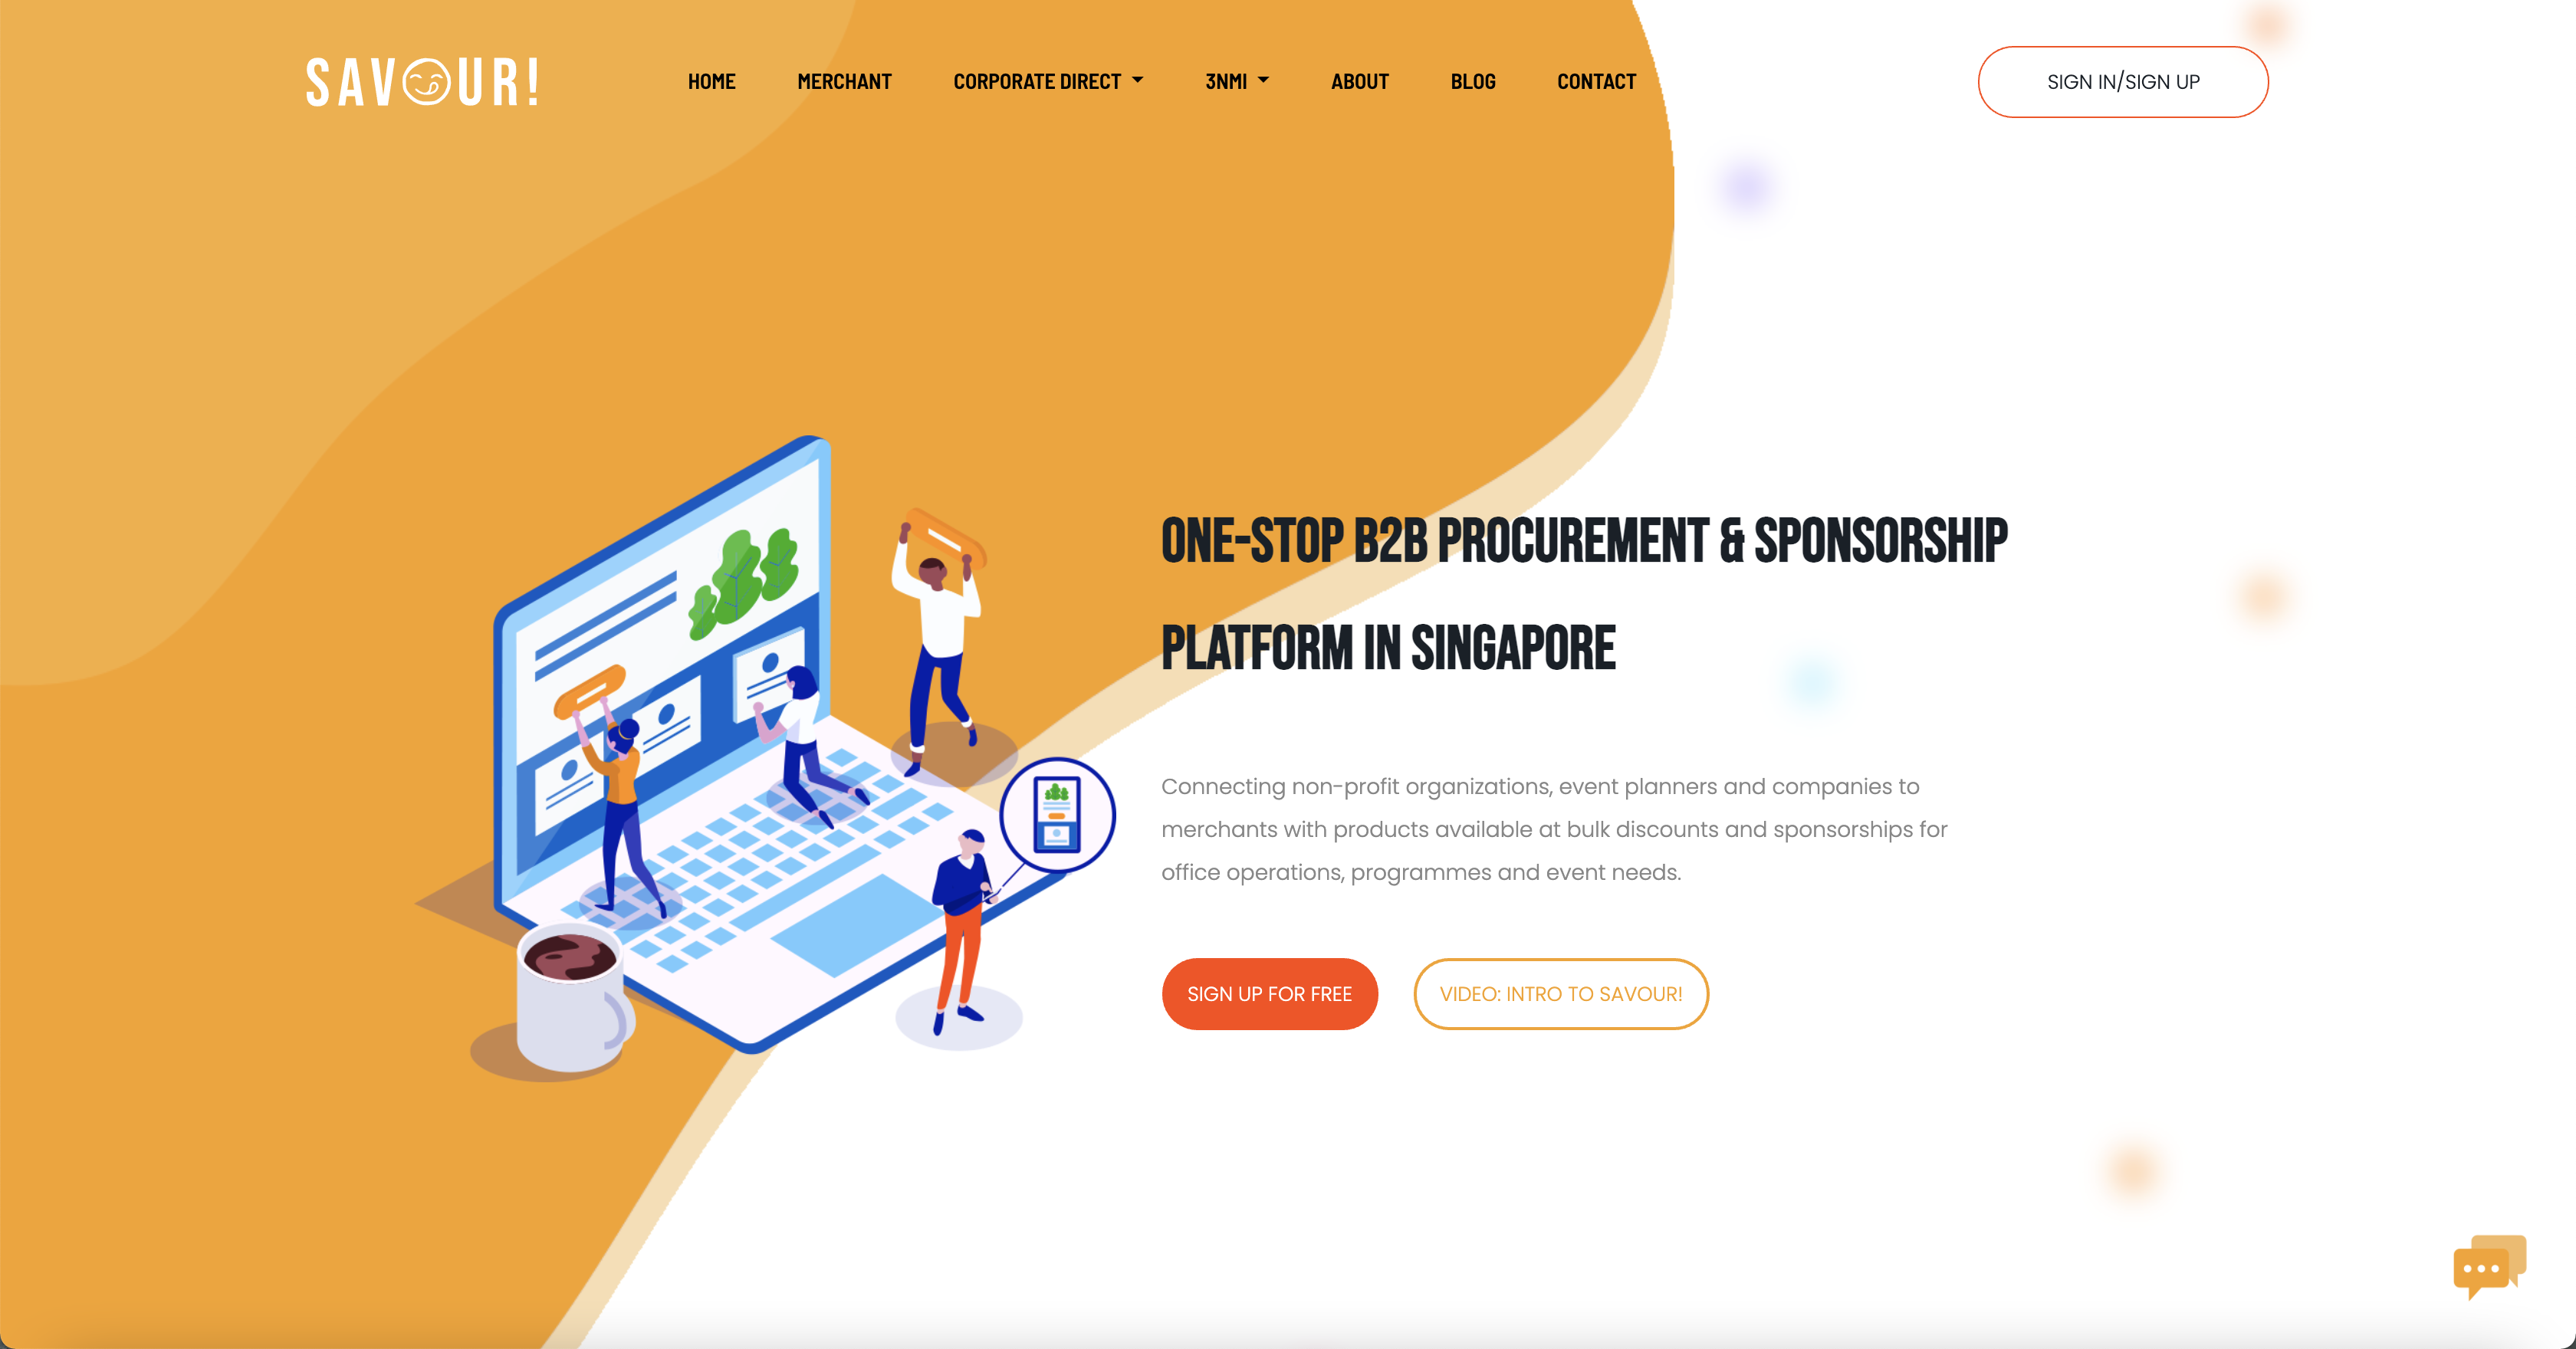 SAVOUR!
HOME MERCHANT CORPORATE DIRECT 3NMI ABOUT BLOG CONTACT
SIGN IN/SIGN UP
ONE-STOP B2B PROCUREMENT & SPONSORSHIP
PLATFORM IN SINGAPORE
Connecting non-profit organizations, event planners and companies to
merchants with products available at bulk discounts and sponsorships for
office operations, programmes and event needs.
SIGN UP FOR FREE
VIDEO: INTRO TO SAVOUR!